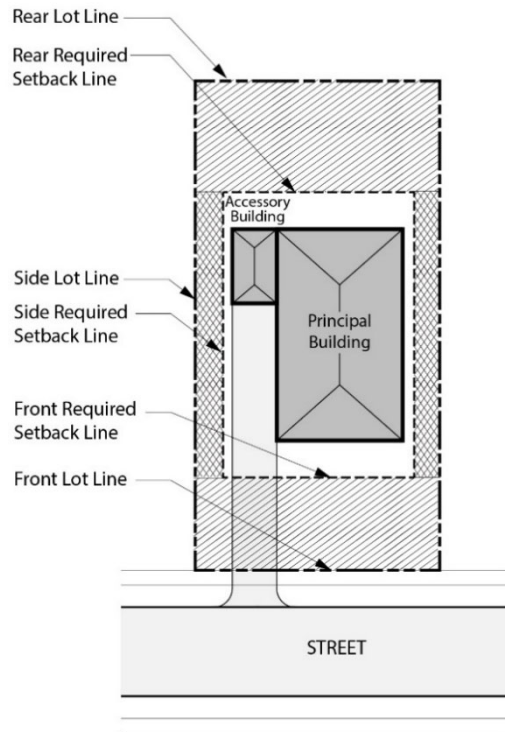 Rear Lot Line
Rear Required
Setback Line
Accessory
Building
Side Lot Line
Side Required
Setback Line
Principal
Building
Front Required
Setback Line
Front Lot Line
STREET